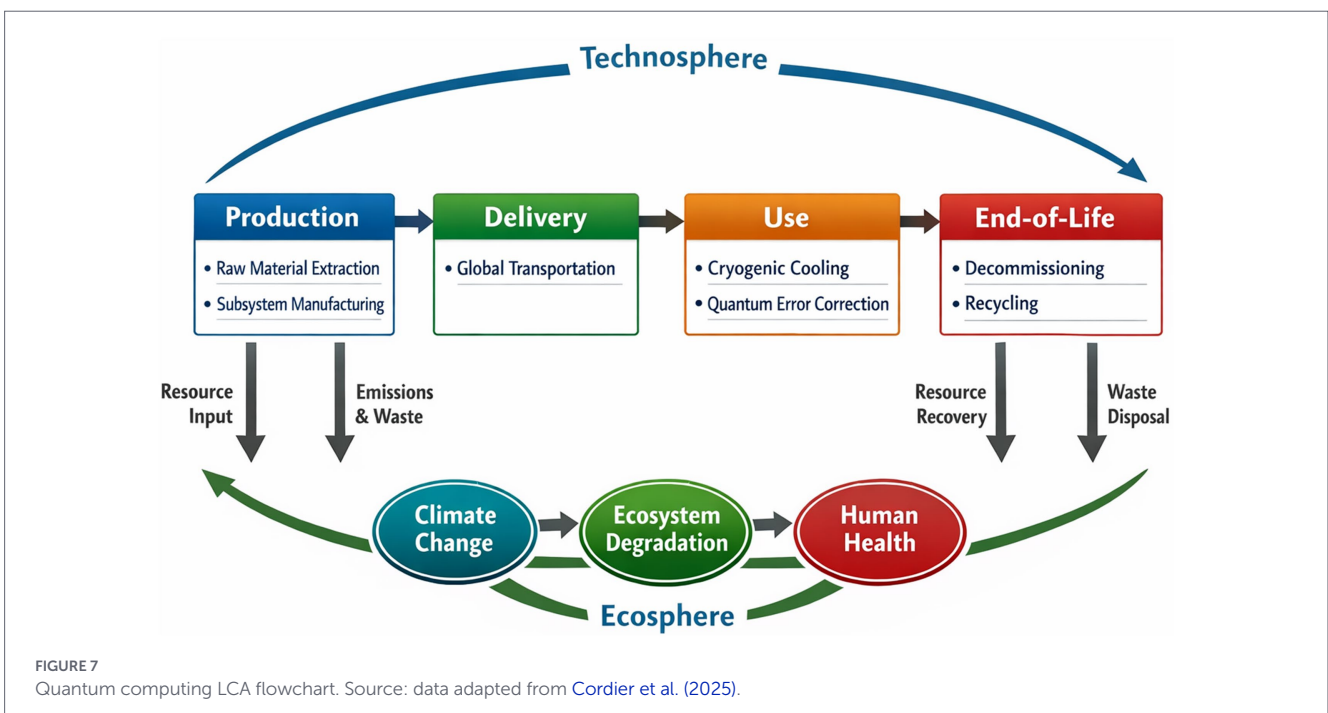 Technosphere
Production
• Raw Material Extraction
• Subsystem Manufacturing
Delivery
• Global Transportation
Use
• Cryogenic Cooling
• Quantum Error Correction
End-of-Life
• Decommissioning
• Recycling
Resource
Input
Emissions
& Waste
Resource
Recovery
Waste
Disposal
Climate
Change
Ecosystem
Degradation
Human
Health
Ecosphere
FIGURE 7
Quantum computing LCA flowchart. Source: data adapted from Cordier et al. (2025).